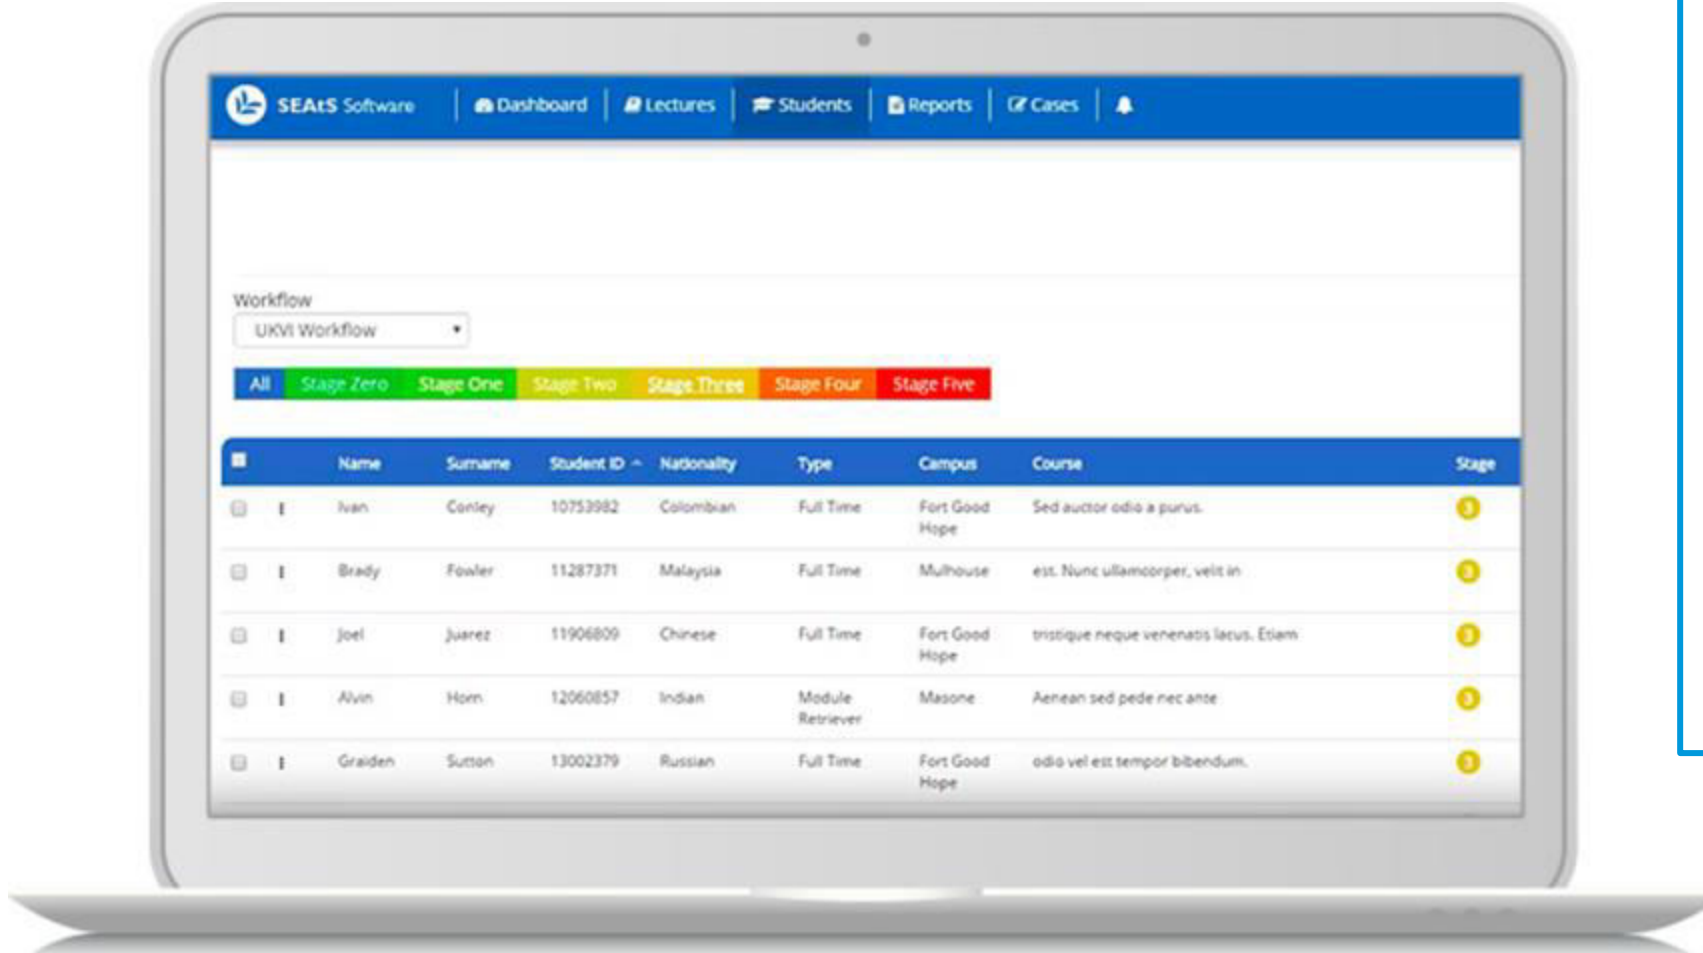 SEAtS Software Dashboard Lectures Students Reports Cases
Workflow
UKVI Workflow
All Stage Zero Stage One Stage Two Stage Three Stage Four Stage Five
Name Surname Student ID Nationality Type Campus Course Stage
Ivan Conley 10753982 Colombian Full Time Fort Good Sed auctor odio a purus. 3
Hope
Brady Fowler 11287371 Malaysia Full Time Mulhouse est. Nunc ullamcorper, velit in 3
Joel Juarez 11906809 Chinese Full Time Fort Good tristique neque venenatis lacus. Etiam 3
Hope
Alvin Horn 12060857 Indian Module Masone Aenean sed pede nec ante 3
Retriever
Graiden Sutton 13002379 Russian Full Time Fort Good odio vel est tempor bibendum. 3
Hope